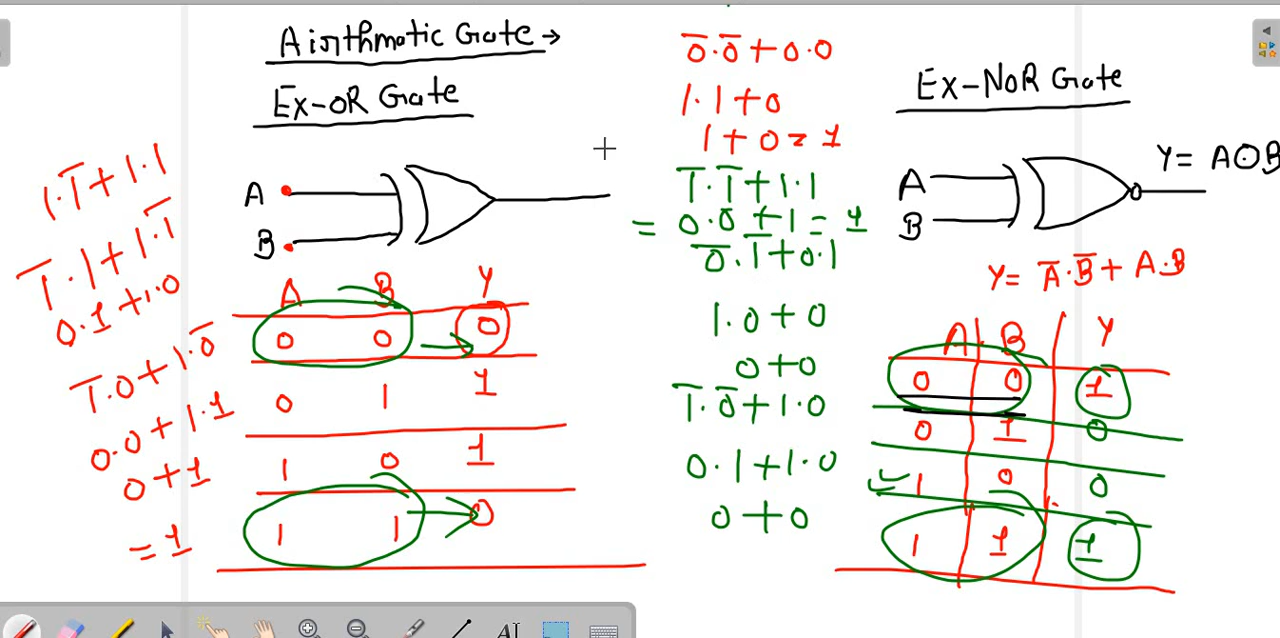 Airthmatic Gate →
Ex-OR Gate
A
B
A B Y
0 0 0
0 1 1
1 0 1
1 1 0
1.1̅+1.1
1̅.1+1.1̅
0.1+1.0
1̅.0+1.0̅
0.0+1.1
0+1
=1
0̅.0̅+0.0
1.1+0
1+0=1
1̅.1̅+1.1
= 0.0+1=1
0̅.1̅+0.1
1.0+0
0+0
1̅.0̅+1.0
0.1+1.0
0+0
Ex-NOR Gate
A
B
Y= A⊙B
Y= A̅.B̅+A.B
A B Y
0 0 1
0 1 0
1 0 0
1 1 1
AI